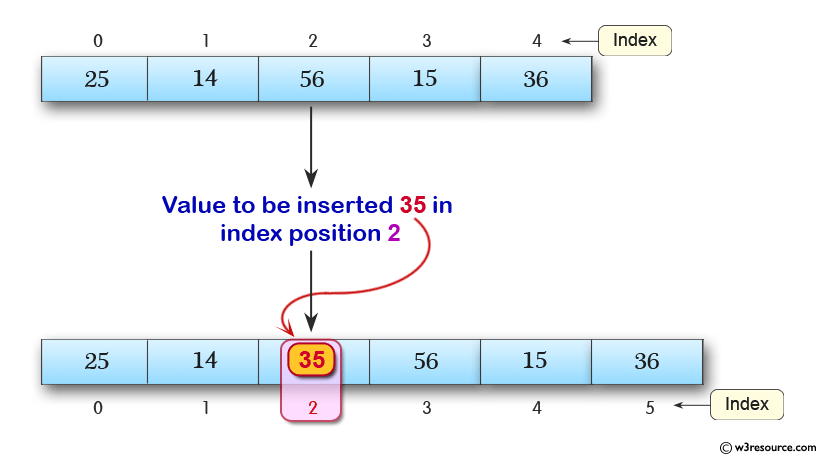 0 1 2 3 4 Index
25 14 56 15 36
Value to be inserted 35 in
index position 2
25 14 35 56 15 36
0 1 2 3 4 5 Index
© w3resource.com